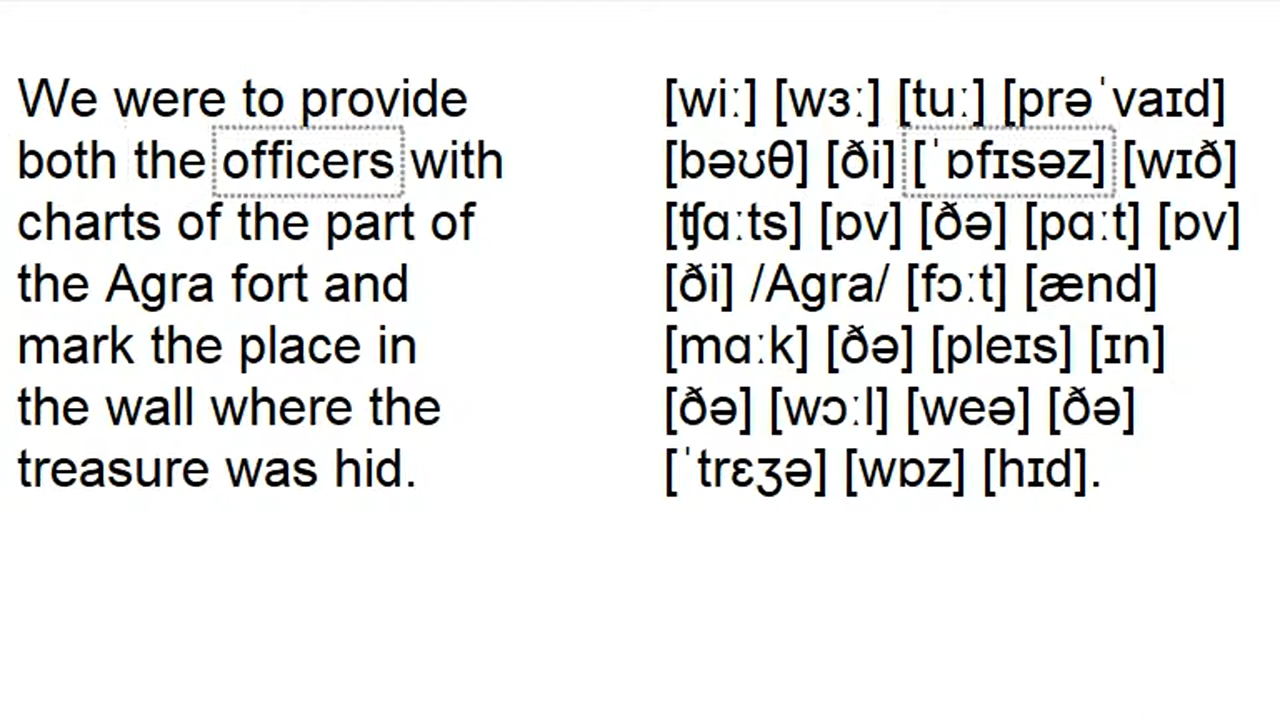 We were to provide
both the officers with
charts of the part of
the Agra fort and
mark the place in
the wall where the
treasure was hid.
[wiː] [wɜː] [tuː] [prəˈvaɪd]
[bəʊθ] [ði] [ˈɒfɪsəz] [wɪð]
[ʧɑːts] [ɒv] [ðə] [pɑːt] [ɒv]
[ði] /Agra/ [fɔːt] [ænd]
[mɑːk] [ðə] [pleɪs] [ɪn]
[ðə] [wɔːl] [weə] [ðə]
[ˈtrɛʒə] [wɒz] [hɪd].